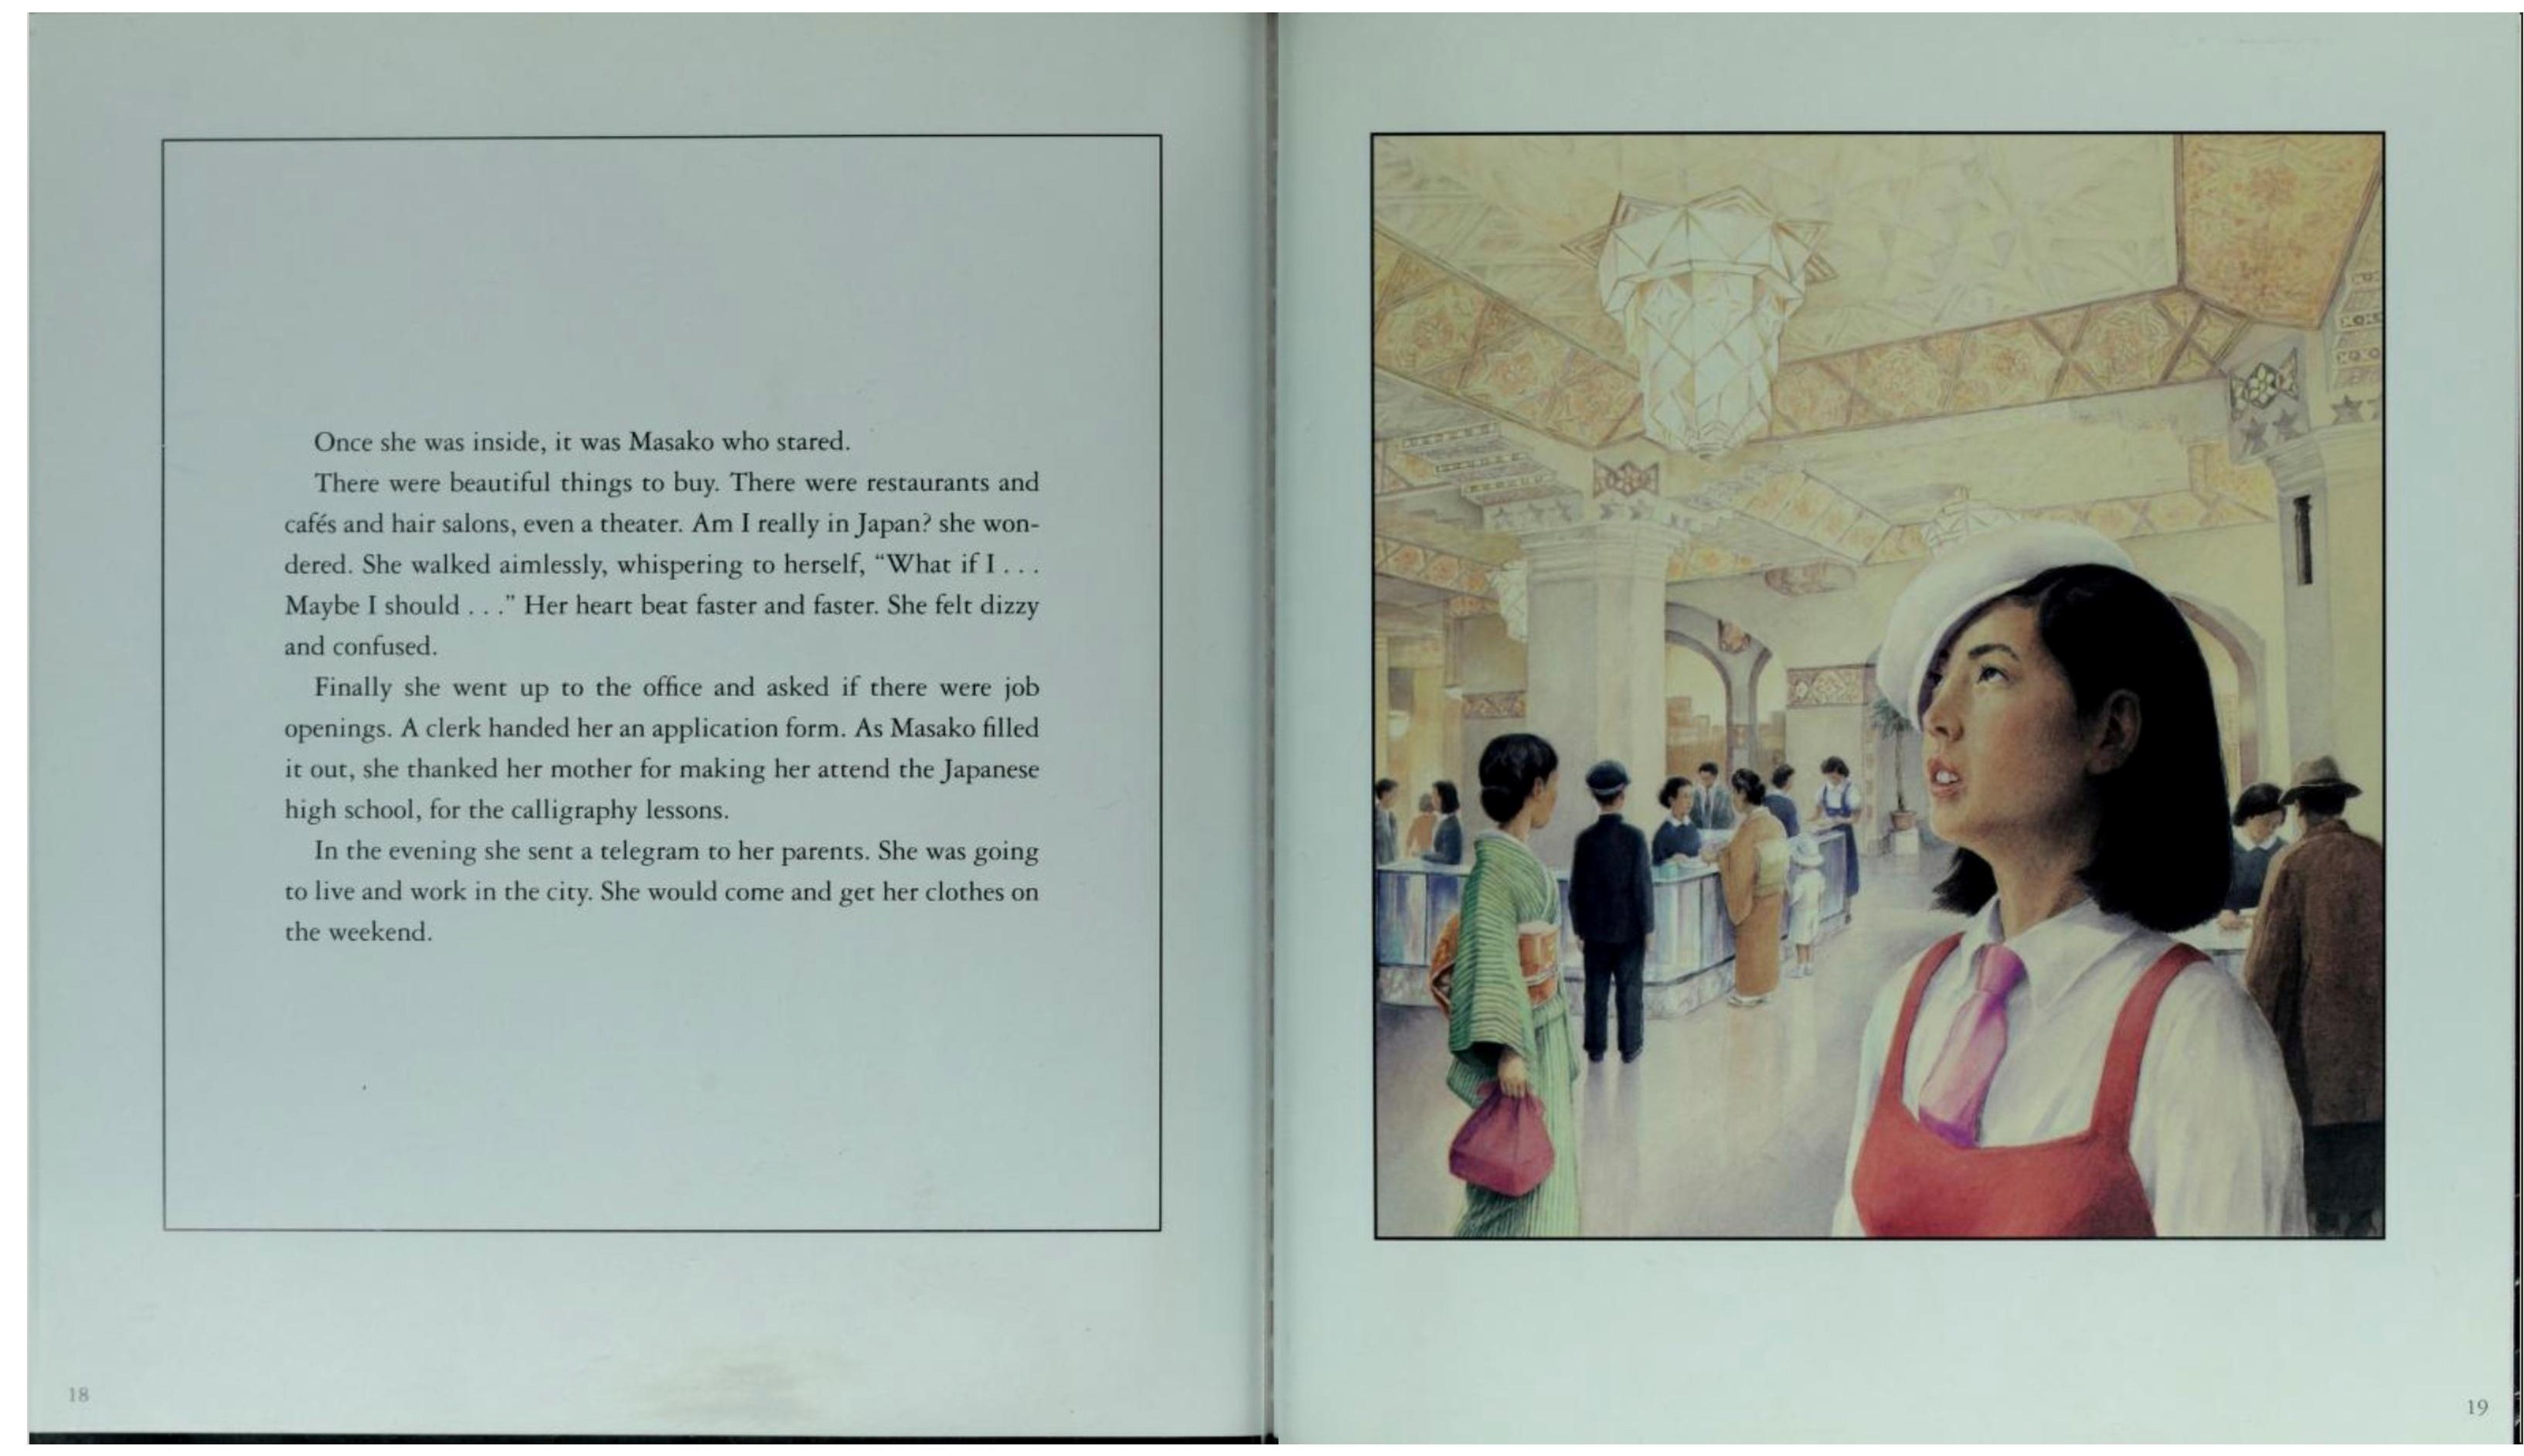 Once she was inside, it was Masako who stared.
There were beautiful things to buy. There were restaurants and
cafés and hair salons, even a theater. Am I really in Japan? she won-
dered. She walked aimlessly, whispering to herself, “What if I . . .
Maybe I should . . .” Her heart beat faster and faster. She felt dizzy
and confused.
Finally she went up to the office and asked if there were job
openings. A clerk handed her an application form. As Masako filled
it out, she thanked her mother for making her attend the Japanese
high school, for the calligraphy lessons.
In the evening she sent a telegram to her parents. She was going
to live and work in the city. She would come and get her clothes on
the weekend.
18
19